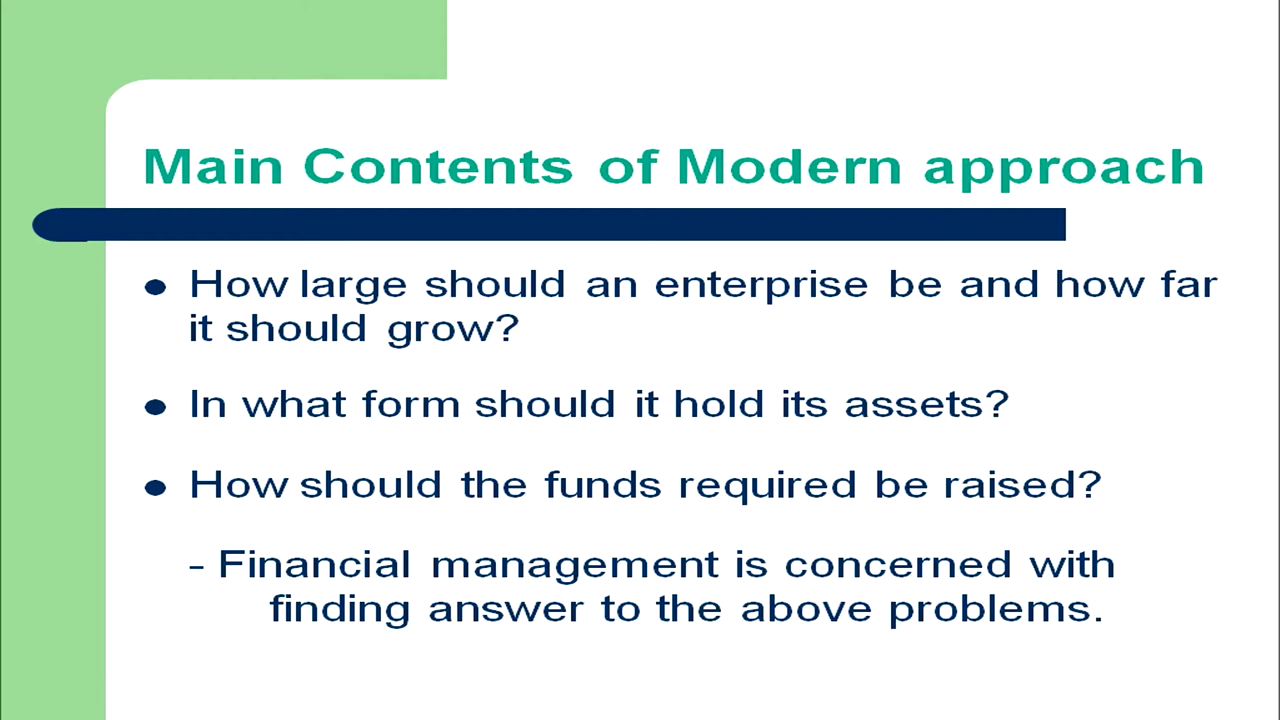 Main Contents of Modern approach
● How large should an enterprise be and how far
it should grow?
● In what form should it hold its assets?
● How should the funds required be raised?
- Financial management is concerned with
finding answer to the above problems.